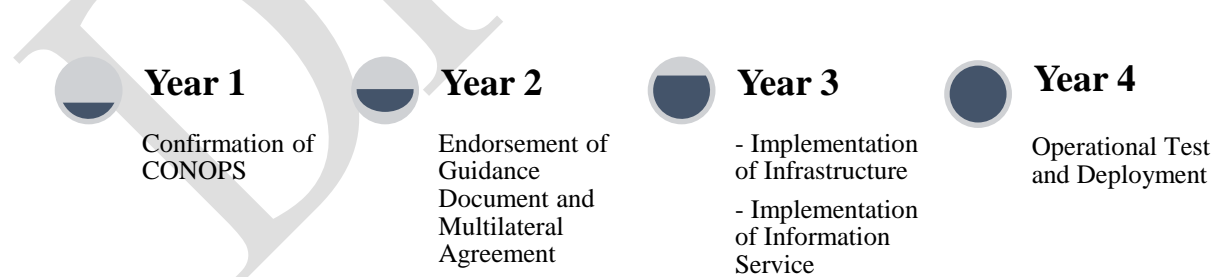 Year 1
Confirmation of
CONOPS
Year 2
Endorsement of
Guidance
Document and
Multilateral
Agreement
Year 3
- Implementation
of Infrastructure
- Implementation
of Information
Service
Year 4
Operational Test
and Deployment